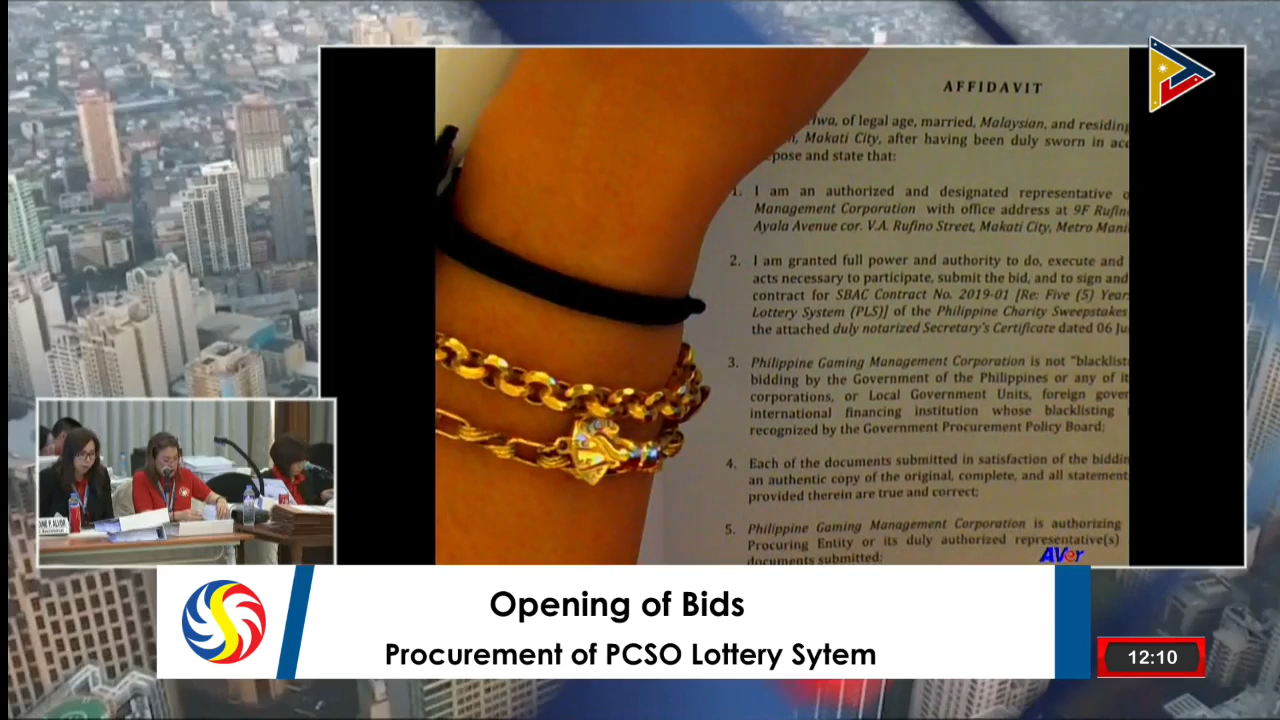 AFFIDAVIT
of legal age, married, Malaysian, and residing
Makati City, after having been duly sworn in
and state that:
1. I am an authorized and designated representative
Management Corporation with office address at 9F
Ayala Avenue cor. V.A. Rufino Street, Makati City, Metro
2. I am granted full power and authority to do, execute and
acts necessary to participate, submit the bid, and to sign and
contract for SBAC Contract No. 2019-01 [Re: Five (5)
Lottery System (PLS)] of the Philippine Charity Sweepstakes
the attached duly notarized Secretary's Certificate dated 06
3. Philippine Gaming Management Corporation is not
bidding by the Government of the Philippines or any of
corporations, or Local Government Units, foreign
international financing institution whose blacklisting
recognized by the Government Procurement Policy Board;
4. Each of the documents submitted in satisfaction of the
an authentic copy of the original, complete, and all
provided therein are true and correct;
5. Philippine Gaming Management Corporation is authorizing
Procuring Entity or its duly authorized representative(s)
documents submitted;
AVer
Opening of Bids
Procurement of PCSO Lottery Sytem
12:10